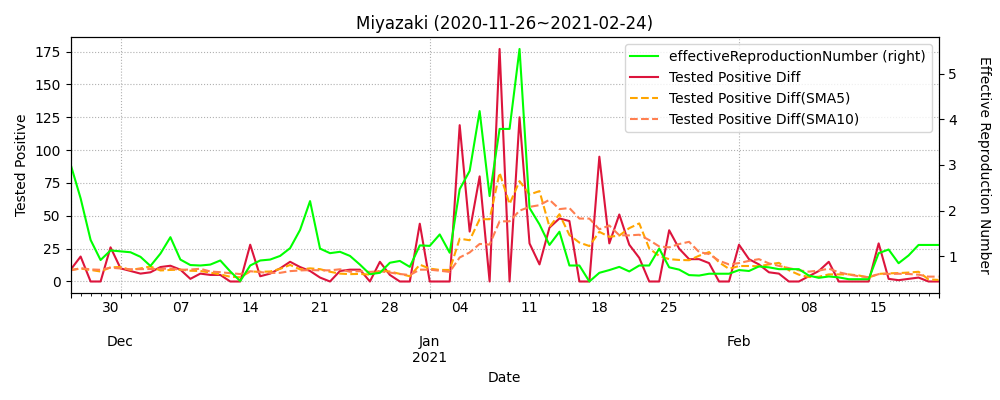 Miyazaki (2020-11-26~2021-02-24)
effectiveReproductionNumber (right)
Tested Positive Diff
Tested Positive Diff(SMA5)
Tested Positive Diff(SMA10)
Tested Positive
175
150
125
100
75
50
25
0
5
4
3
2
1
Effective Reproduction Number
30 07 14 21 28 04 11 18 25 08 15
Dec Jan Feb
2021
Date